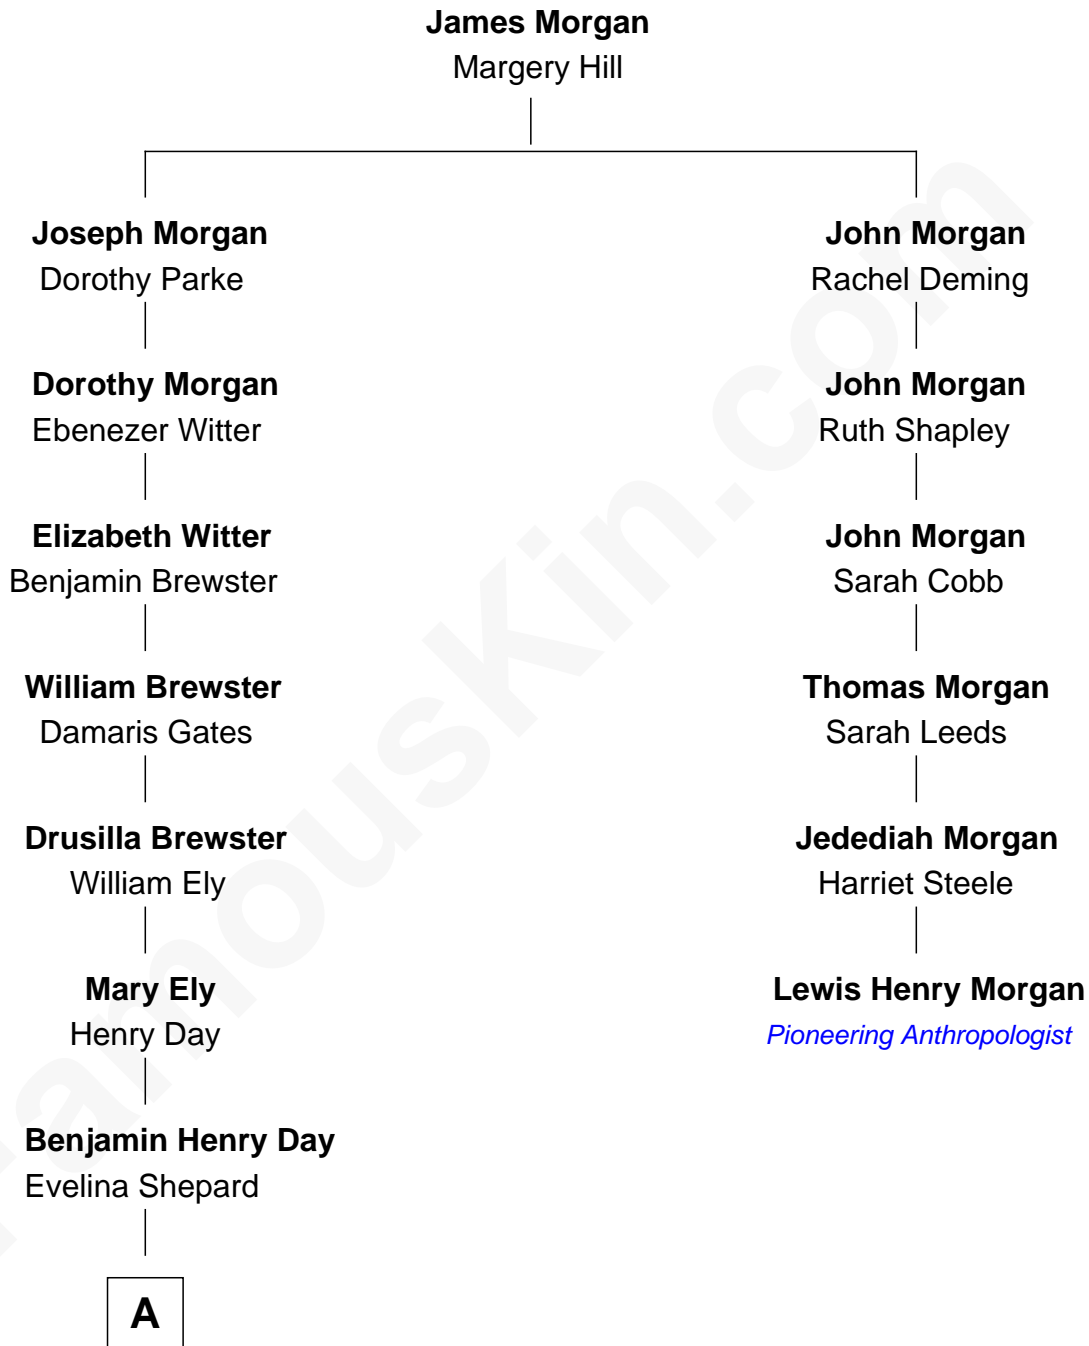 James Morgan
Margery Hill
Joseph Morgan
Dorothy Parke
John Morgan
Rachel Deming
Dorothy Morgan
Ebenezer Witter
John Morgan
Ruth Shapley
Elizabeth Witter
Benjamin Brewster
John Morgan
Sarah Cobb
William Brewster
Damaris Gates
Thomas Morgan
Sarah Leeds
Drusilla Brewster
William Ely
Jedediah Morgan
Harriet Steele
Mary Ely
Henry Day
Lewis Henry Morgan
Pioneering Anthropologist
Benjamin Henry Day
Evelina Shepard
A
FamousKin.com